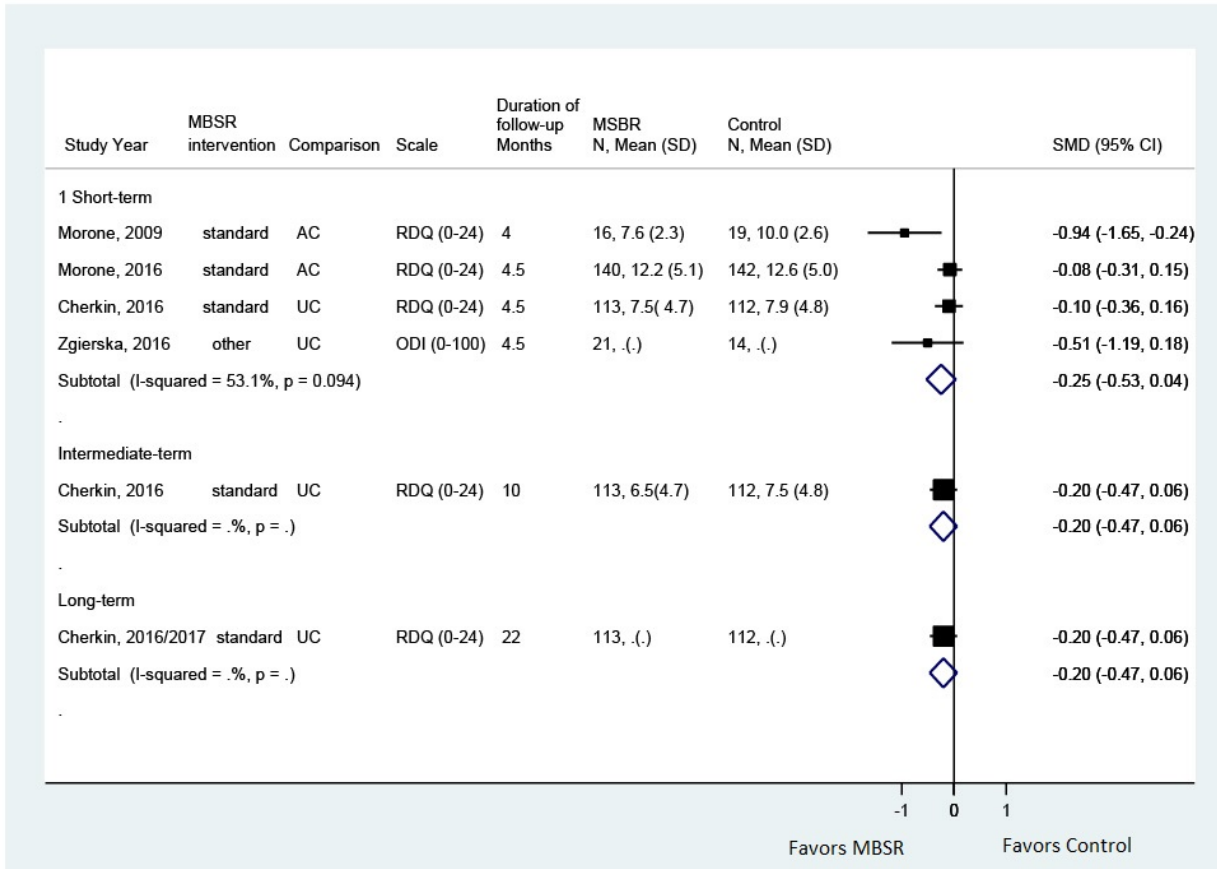 Study Year MBSR intervention Comparison Scale Duration of follow-up Months MSBR N, Mean (SD) Control N, Mean (SD) SMD (95% CI)
1 Short-term
Morone, 2009 standard AC RDQ (0-24) 4 16, 7.6 (2.3) 19, 10.0 (2.6) -0.94 (-1.65, -0.24)
Morone, 2016 standard AC RDQ (0-24) 4.5 140, 12.2 (5.1) 142, 12.6 (5.0) -0.08 (-0.31, 0.15)
Cherkin, 2016 standard UC RDQ (0-24) 4.5 113, 7.5( 4.7) 112, 7.9 (4.8) -0.10 (-0.36, 0.16)
Zgierska, 2016 other UC ODI (0-100) 4.5 21, .(.) 14, .(.) -0.51 (-1.19, 0.18)
Subtotal (I-squared = 53.1%, p = 0.094) -0.25 (-0.53, 0.04)
.
Intermediate-term
Cherkin, 2016 standard UC RDQ (0-24) 10 113, 6.5(4.7) 112, 7.5 (4.8) -0.20 (-0.47, 0.06)
Subtotal (I-squared = .%, p = .) -0.20 (-0.47, 0.06)
.
Long-term
Cherkin, 2016/2017 standard UC RDQ (0-24) 22 113, .(.) 112, .(.) -0.20 (-0.47, 0.06)
Subtotal (I-squared = .%, p = .) -0.20 (-0.47, 0.06)
.
-1 0 1
Favors MBSR Favors Control